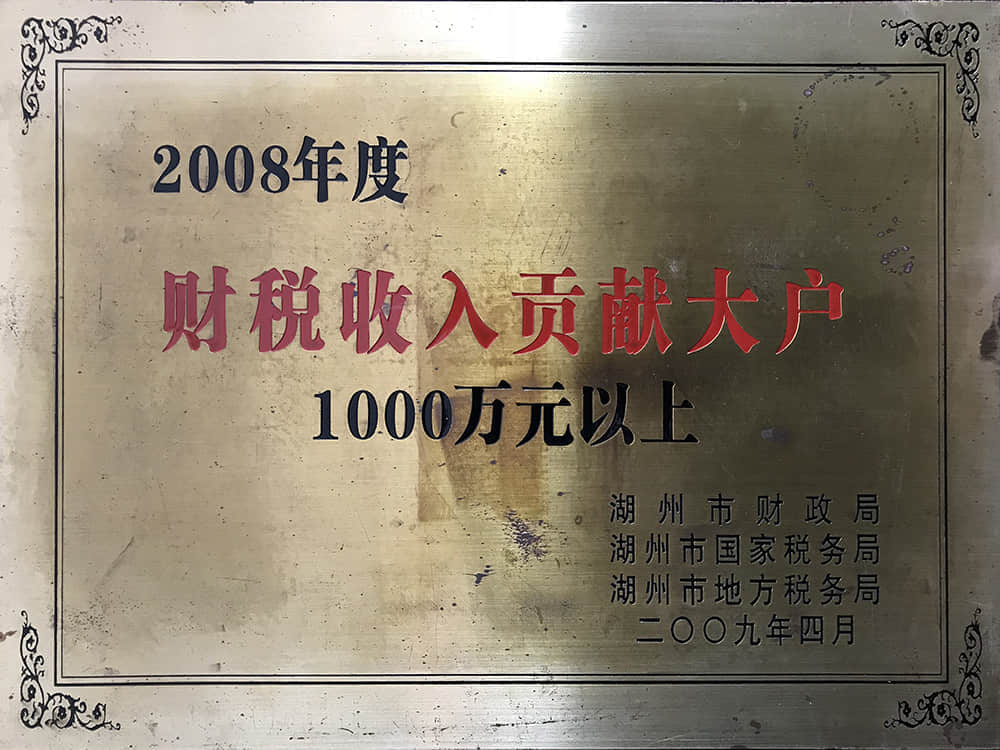 2008年度
财税收入贡献大户
1000万元以上
湖州市财政局
湖州市国家税务局
湖州市地方税务局
二〇〇九年四月